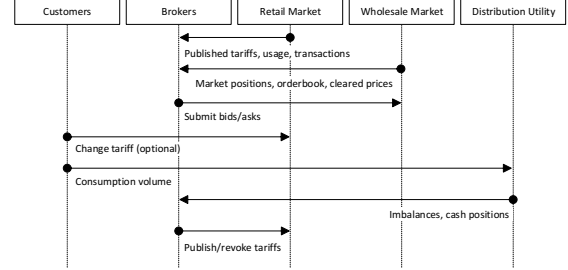 Customers
Brokers
Retail Market
Wholesale Market
Distribution Utility
Published tariffs, usage, transactions
Market positions, orderbook, cleared prices
Submit bids/asks
Change tariff (optional)
Consumption volume
Imbalances, cash positions
Publish/revoke tariffs